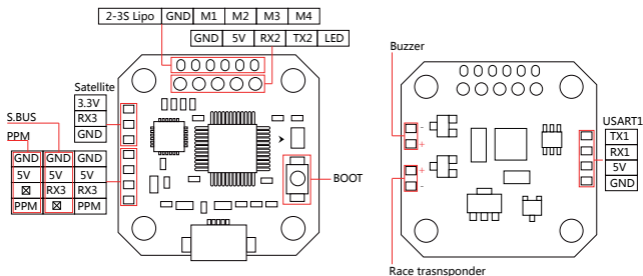 2-3S Lipo GND M1 M2 M3 M4
GND 5V RX2 TX2 LED
Buzzer
Satellite
3.3V
RX3
GND
S.BUS
PPM
GND GND GND
5V 5V 5V
RX3 RX3
PPM PPM
BOOT
- 
+
+
-
USART1
TX1
RX1
5V
GND
Race trasnsponder